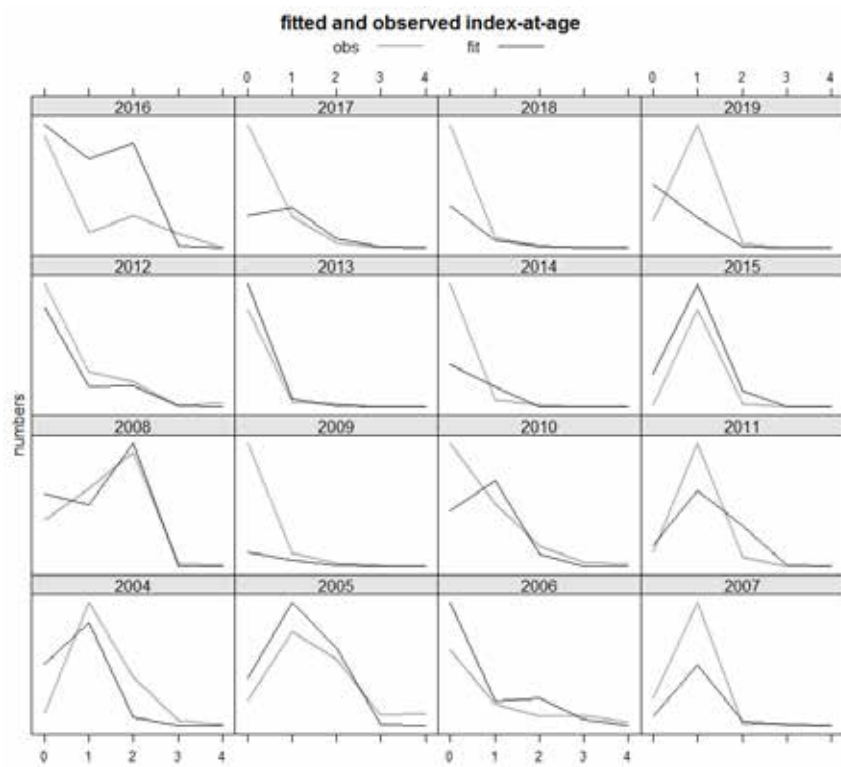 fitted and observed index-at-age
obs fit
0 1 2 3 4 0 1 2 3 4
2016 2017 2018 2019
2012 2013 2014 2015
numbers
2008 2009 2010 2011
2004 2005 2006 2007
0 1 2 3 4 0 1 2 3 4